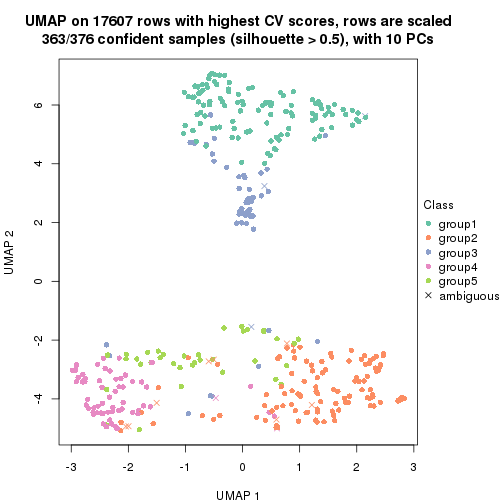 UMAP on 17607 rows with highest CV scores, rows are scaled
363/376 confident samples (silhouette > 0.5), with 10 PCs
6
4
2
0
-2
-4
UMAP 2
-3
-2
-1
0
1
2
3
UMAP 1
Class
group1
group2
group3
group4
group5
ambiguous